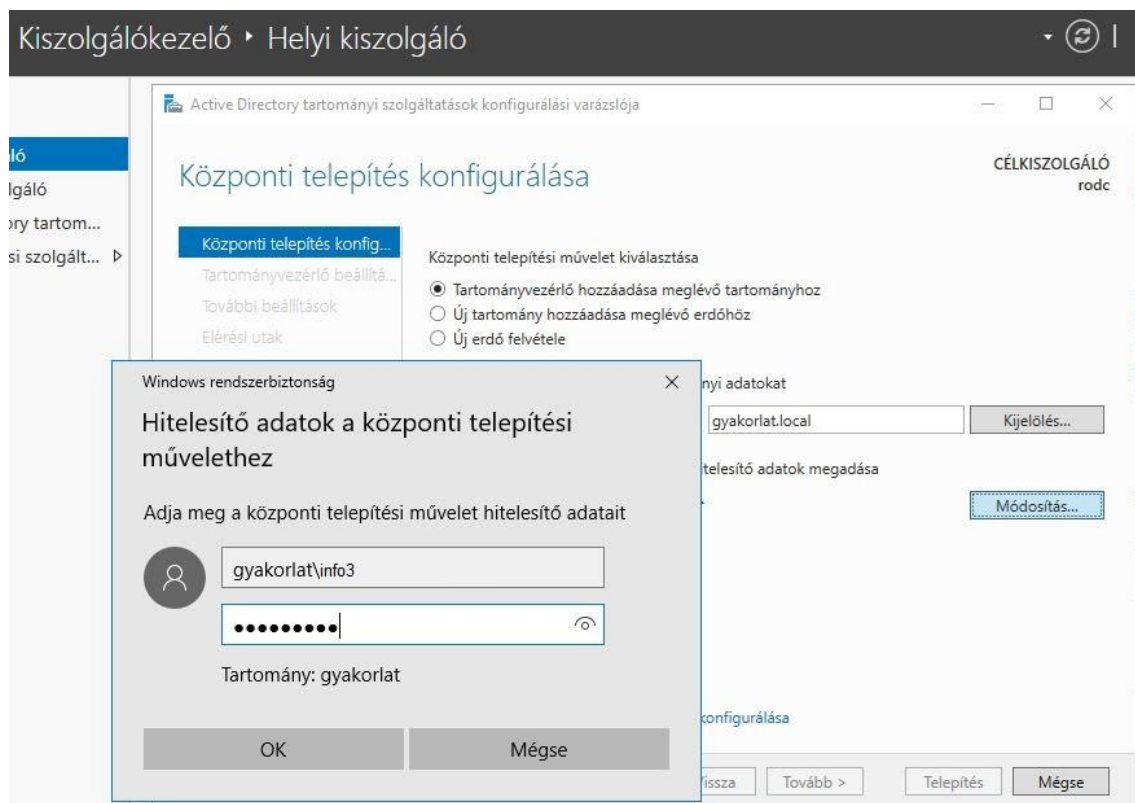 Kiszolgálókezelő ‣ Helyi kiszolgáló
Active Directory tartományi szolgáltatások konfigurálási varázslója
CÉLKISZOLGÁLÓ
rodc
Központi telepítés konfigurálása
ló
lgáló
ory tartom...
si szolgált...
Központi telepítés konfig...
Tartományvezérlő beállítá...
További beállítások
Elérési utak
Központi telepítési művelet kiválasztása
Tartományvezérlő hozzáadása meglévő tartományhoz
Új tartomány hozzáadása meglévő erdőhöz
Új erdő felvétele
nyi adatokat
gyakorlat.local
Kijelölés...
itelesítő adatok megadása
Módosítás...
Windows rendszerbiztonság
Hitelesítő adatok a központi telepítési
művelethez
Adja meg a központi telepítési művelet hitelesítő adatait
gyakorlat\info3
●●●●●●●●●
Tartomány: gyakorlat
OK
Mégse
konfigurálása
Vissza
Tovább >
Telepítés
Mégse